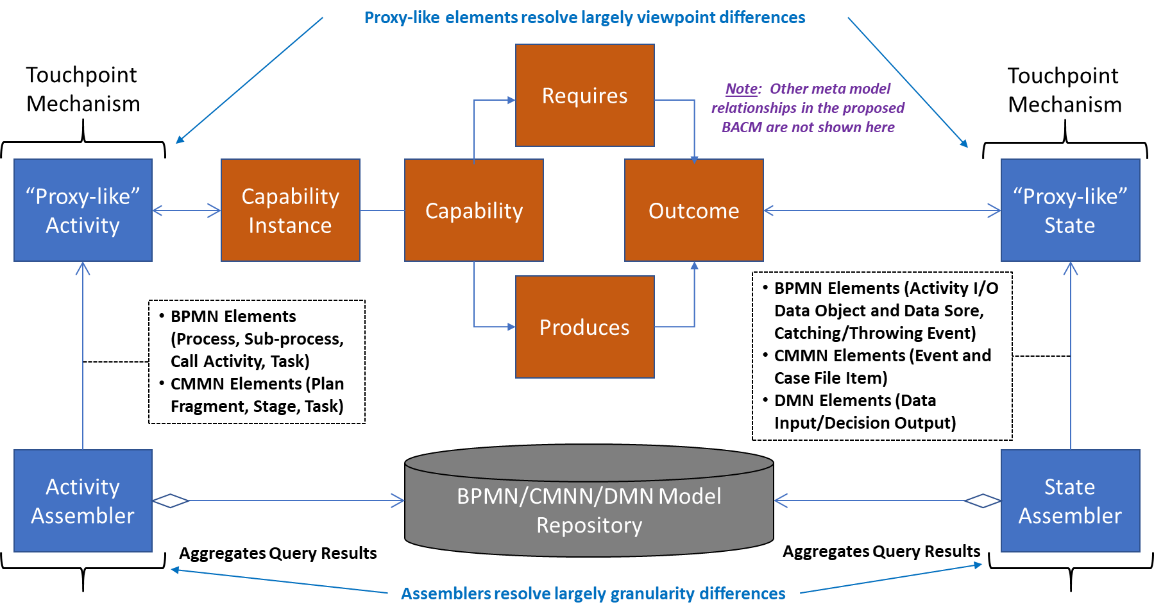 Proxy-like elements resolve largely viewpoint differences
Touchpoint
Mechanism
Requires
Note: Other meta model
relationships in the proposed
BACM are not shown here
Touchpoint
Mechanism
“Proxy-like”
Activity
Capability
Instance
Capability
Outcome
“Proxy-like”
State
Produces
• BPMN Elements
(Process, Sub-process,
Call Activity, Task)
• CMMN Elements (Plan
Fragment, Stage, Task)
• BPMN Elements (Activity I/O
Data Object and Data Sore,
Catching/Throwing Event)
• CMMN Elements (Event and
Case File Item)
• DMN Elements (Data
Input/Decision Output)
Activity
Assembler
BPMN/CMNN/DMN Model
Repository
State
Assembler
Aggregates Query Results
Aggregates Query Results
Assemblers resolve largely granularity differences